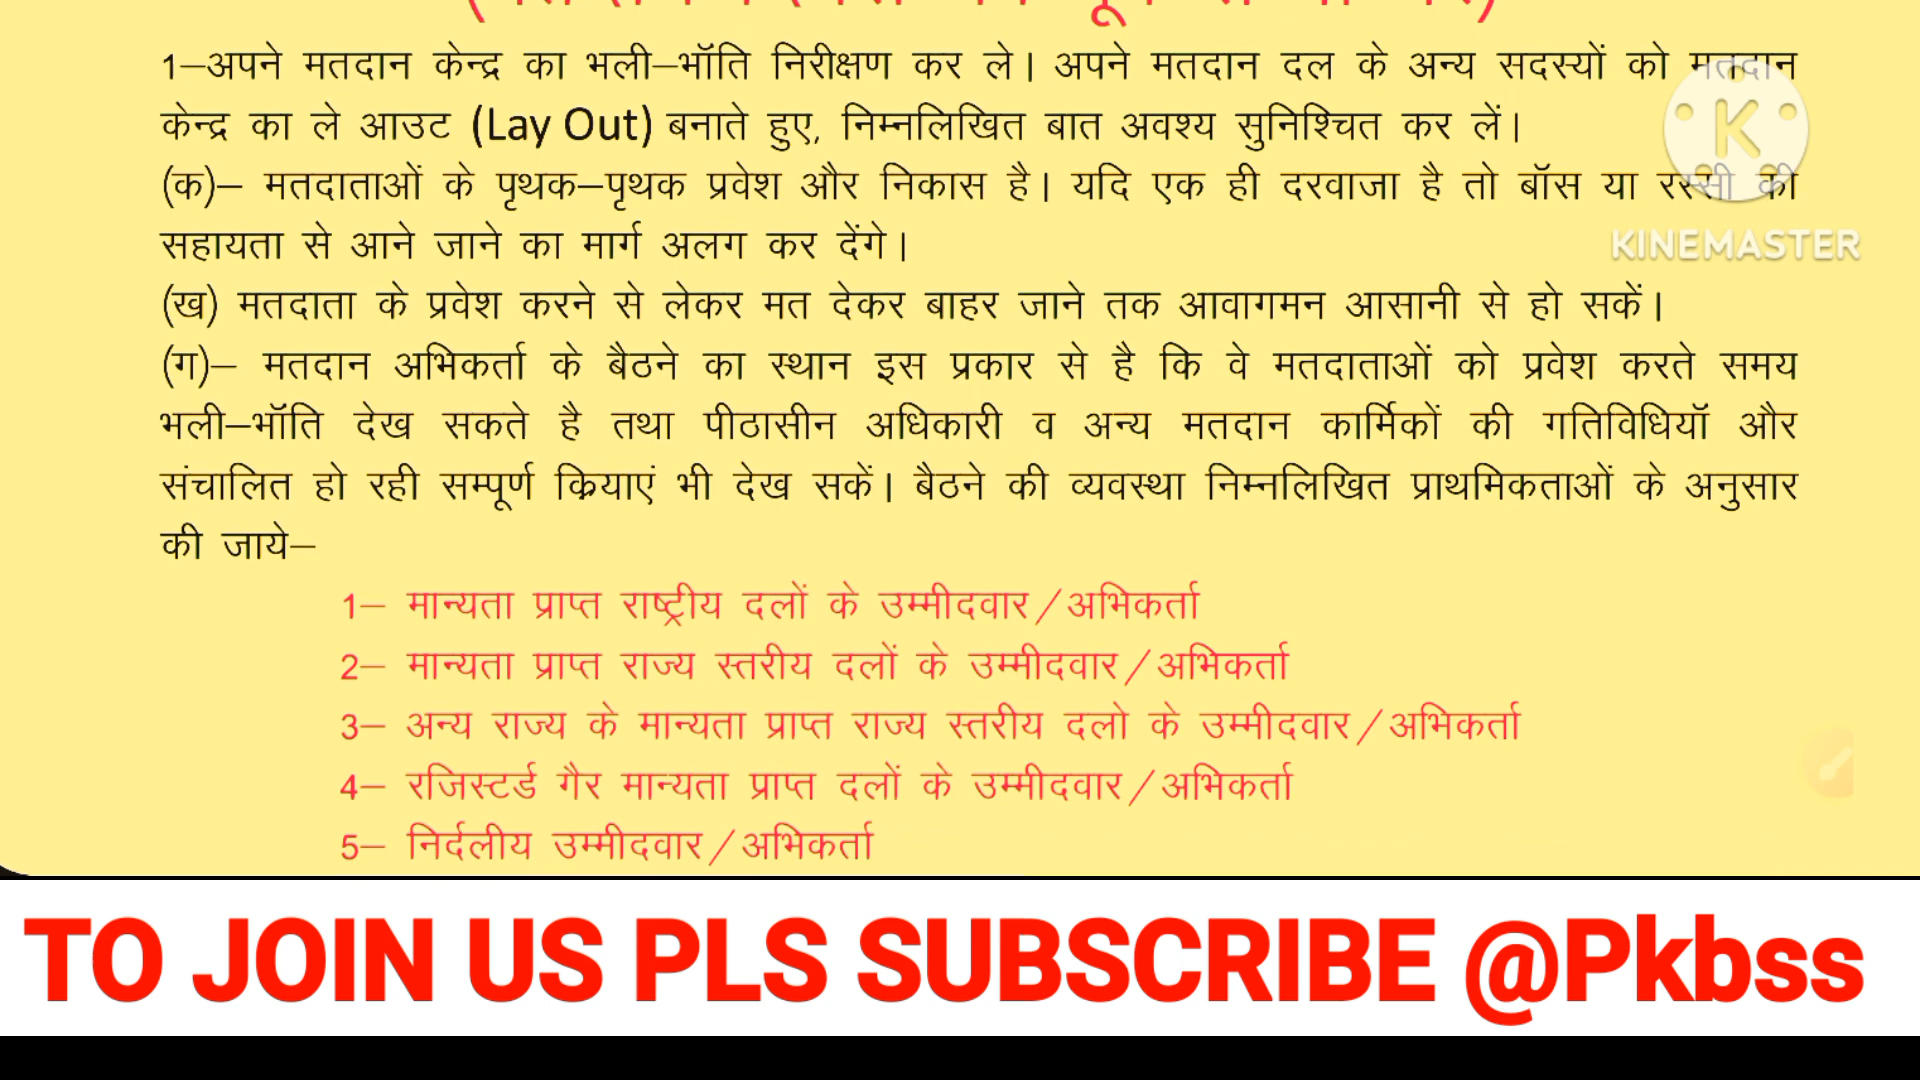 1–अपने मतदान केन्द्र का भली–भॉति निरीक्षण कर ले। अपने मतदान दल के अन्य सदस्यों को मतदान
केन्द्र का ले आउट (Lay Out) बनाते हुए, निम्नलिखित बात अवश्य सुनिश्चित कर लें।
(क)– मतदाताओं के पृथक–पृथक प्रवेश और निकास है। यदि एक ही दरवाजा है तो बॉस या रस्सी की
सहायता से आने जाने का मार्ग अलग कर देंगे।
(ख) मतदाता के प्रवेश करने से लेकर मत देकर बाहर जाने तक आवागमन आसानी से हो सकें।
(ग)– मतदान अभिकर्ता के बैठने का स्थान इस प्रकार से है कि वे मतदाताओं को प्रवेश करते समय
भली–भॉति देख सकते है तथा पीठासीन अधिकारी व अन्य मतदान कार्मिकों की गतिविधियॉ और
संचालित हो रही सम्पूर्ण क्रियाएं भी देख सकें। बैठने की व्यवस्था निम्नलिखित प्राथमिकताओं के अनुसार
की जाये–
1– मान्यता प्राप्त राष्ट्रीय दलों के उम्मीदवार/अभिकर्ता
2– मान्यता प्राप्त राज्य स्तरीय दलों के उम्मीदवार/अभिकर्ता
3– अन्य राज्य के मान्यता प्राप्त राज्य स्तरीय दलो के उम्मीदवार/अभिकर्ता
4– रजिस्टर्ड गैर मान्यता प्राप्त दलों के उम्मीदवार/अभिकर्ता
5– निर्दलीय उम्मीदवार/अभिकर्ता
K
KINEMASTER
TO JOIN US PLS SUBSCRIBE @Pkbss